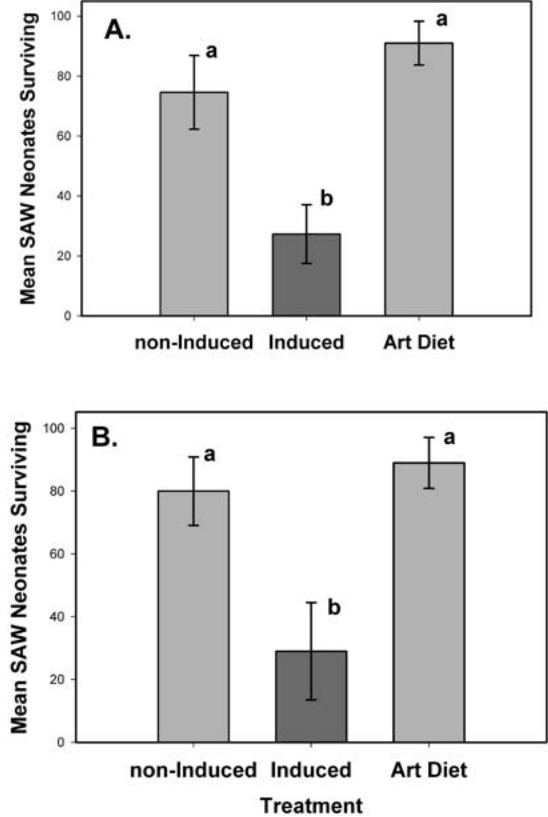 A.
Mean SAW Neonates Surviving
100
80
60
40
20
0
a
b
a
non-Induced Induced Art Diet
B.
Mean SAW Neonates Surviving
100
80
60
40
20
0
a
b
a
non-Induced Induced Art Diet
Treatment